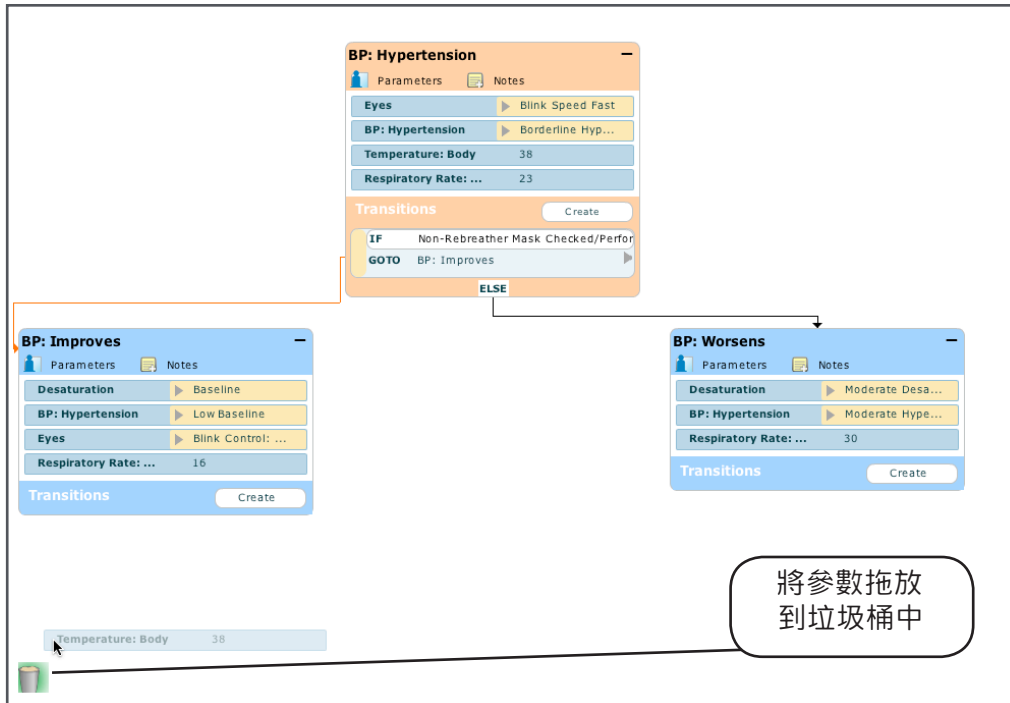 BP: Hypertension
Parameters Notes
Eyes Blink Speed Fast
BP: Hypertension Borderline Hyp...
Temperature: Body 38
Respiratory Rate: ... 23
Transitions Create
IF Non-Rebreather Mask Checked/Perfor
GOTO BP: Improves
ELSE
BP: Improves
Parameters Notes
Desaturation Baseline
BP: Hypertension Low Baseline
Eyes Blink Control: ...
Respiratory Rate: ... 16
Transitions Create
BP: Worsens
Parameters Notes
Desaturation Moderate Desa...
BP: Hypertension Moderate Hype...
Respiratory Rate: ... 30
Transitions Create
將參數拖放
到垃圾桶中
Temperature: Body 38